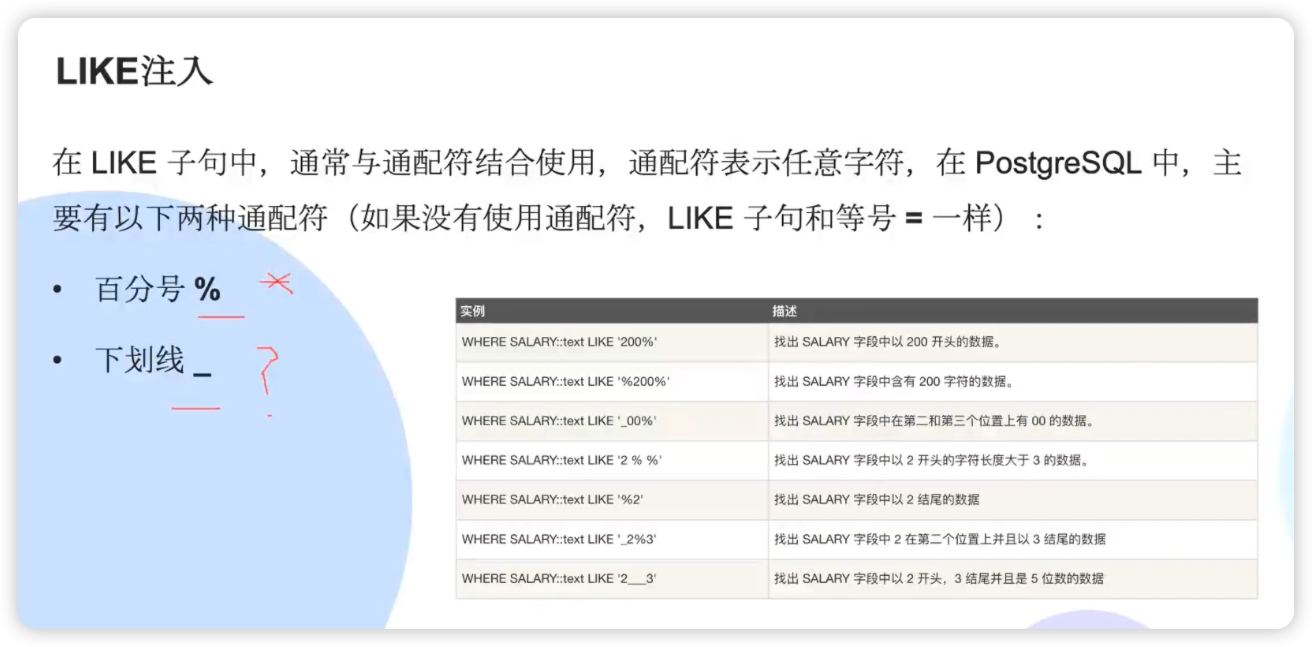 LIKE注入
在 LIKE 子句中，通常与通配符结合使用，通配符表示任意字符，在 PostgreSQL 中，主
要有以下两种通配符（如果没有使用通配符，LIKE 子句和等号 = 一样）：
• 百分号 % *
• 下划线 _ ?
实例 描述
WHERE SALARY::text LIKE '200%' 找出 SALARY 字段中以 200 开头的数据。
WHERE SALARY::text LIKE '%200%' 找出 SALARY 字段中含有 200 字符的数据。
WHERE SALARY::text LIKE '_00%' 找出 SALARY 字段中在第二和第三个位置上有 00 的数据。
WHERE SALARY::text LIKE '2 % %' 找出 SALARY 字段中以 2 开头的字符长度大于 3 的数据。
WHERE SALARY::text LIKE '%2' 找出 SALARY 字段中以 2 结尾的数据
WHERE SALARY::text LIKE '_2%3' 找出 SALARY 字段中 2 在第二个位置上并且以 3 结尾的数据
WHERE SALARY::text LIKE '2___3' 找出 SALARY 字段中以 2 开头，3 结尾并且是 5 位数的数据